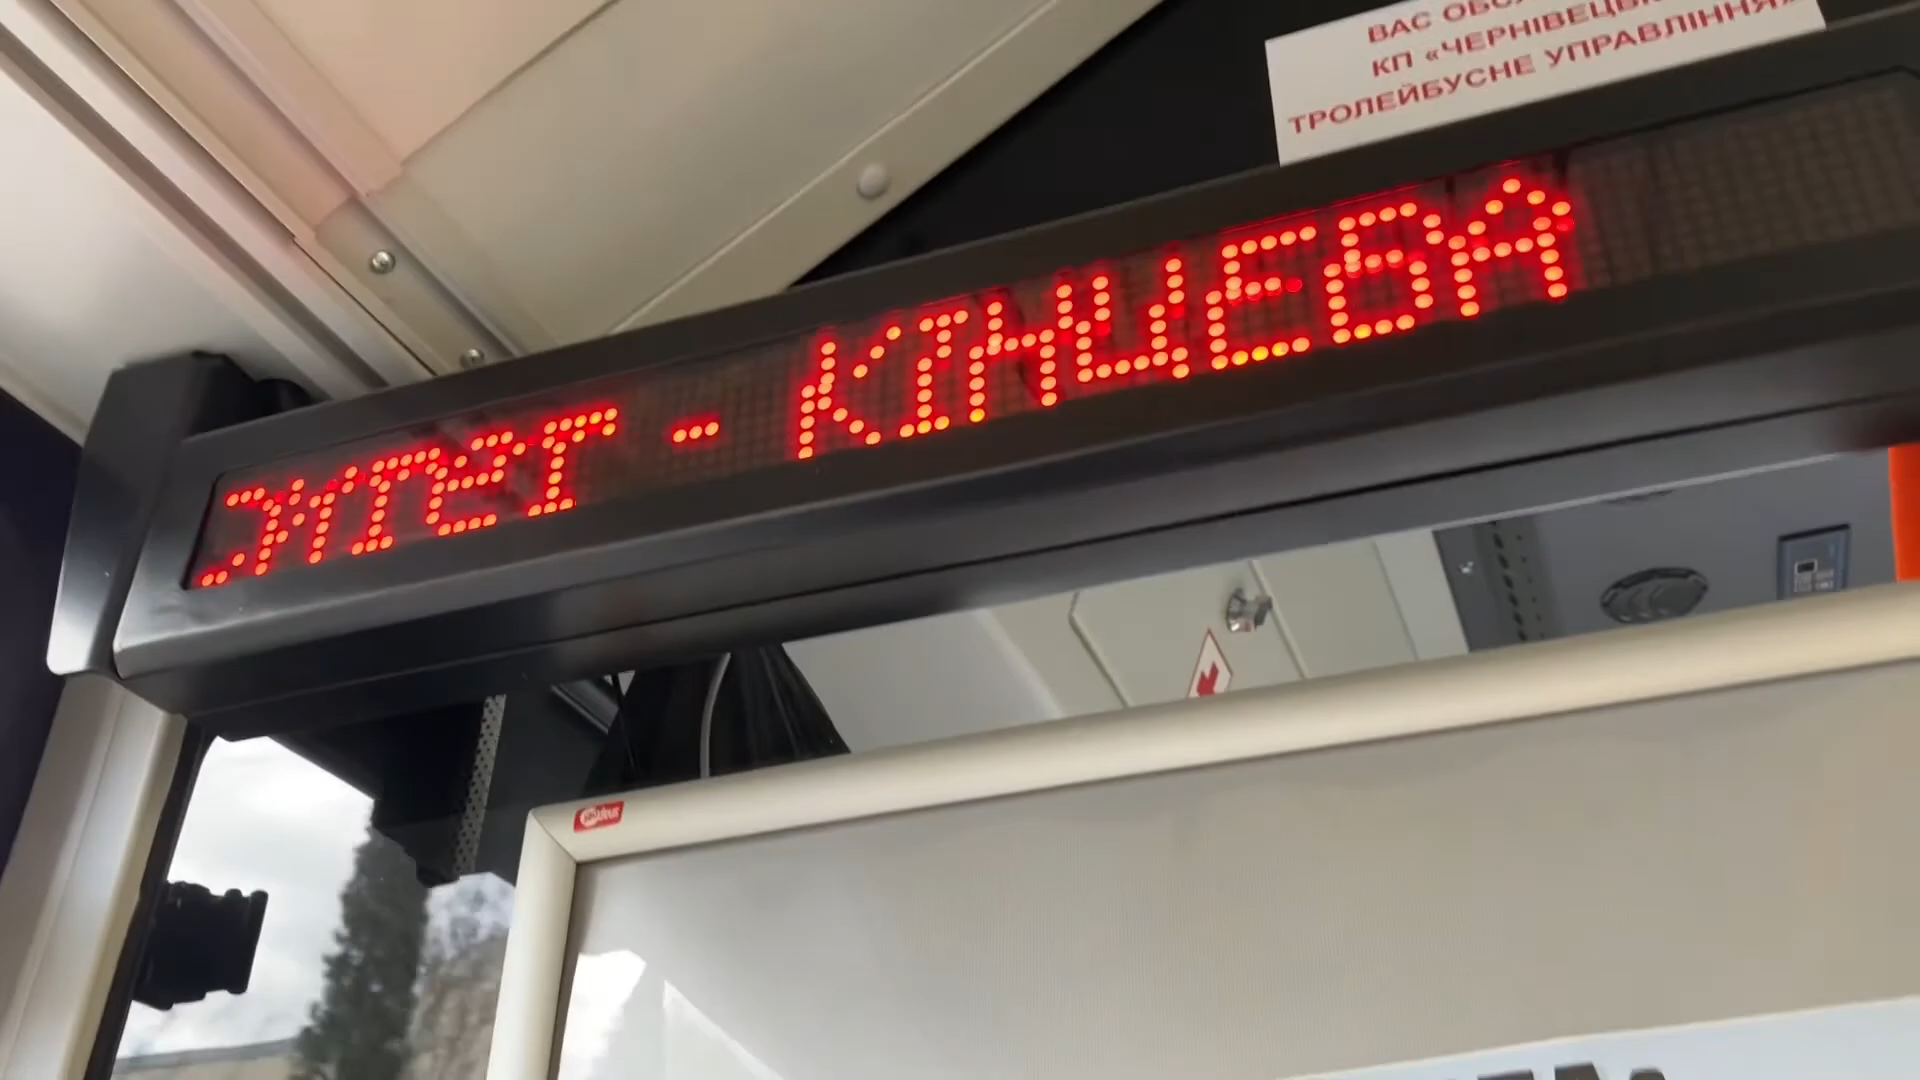 ВАС ОБС
КП «ЧЕРНІВЕЦЬК
ТРОЛЕЙБУСНЕ УПРАВЛІННЯ»
- КІНЦЕВА